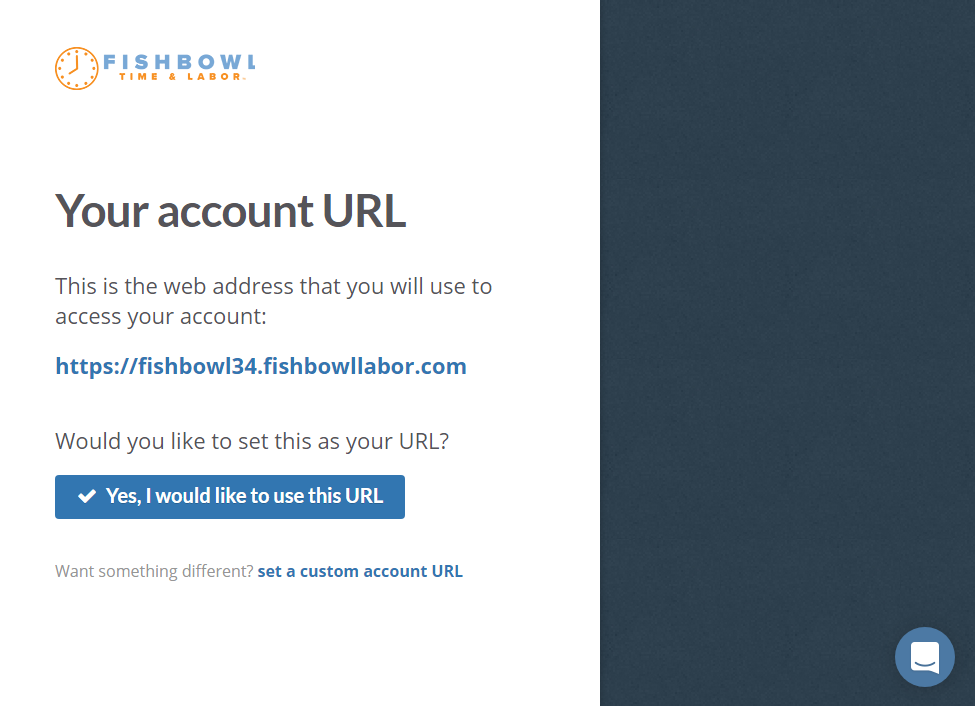 FISHBOWL
TIME & LABOR
Your account URL
This is the web address that you will use to
access your account:
https://fishbowl34.fishbowllabor.com
Would you like to set this as your URL?
Yes, I would like to use this URL
Want something different? set a custom account URL